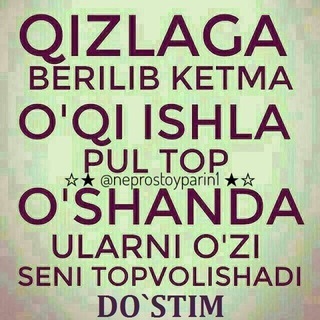 QIZLAGA
BERILIB KETMA
O'QI ISHLA
PUL TOP
☆★ @neprostoyparin1 ★☆
O'SHANDA
ULARNI O'ZI
SENI TOPVOLISHADI
DO`STIM